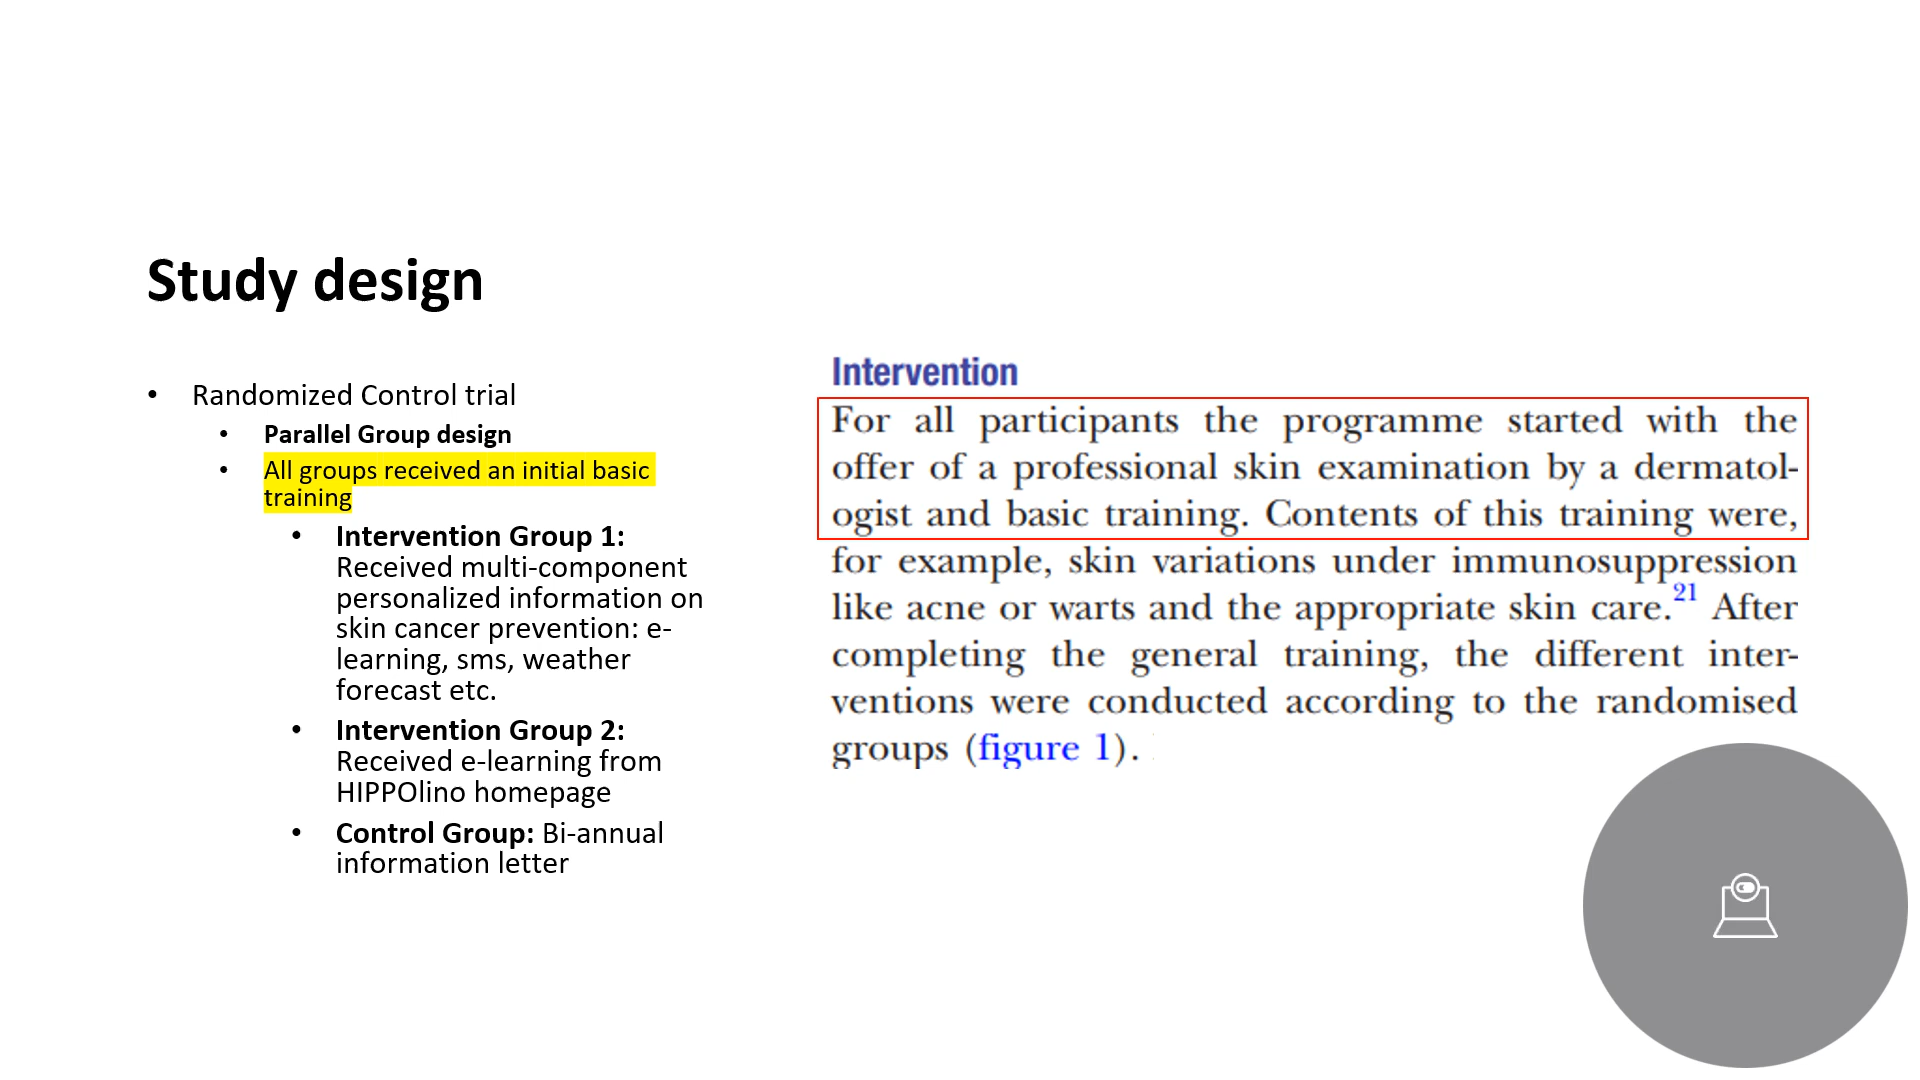 Study design
• Randomized Control trial
• Parallel Group design
• All groups received an initial basic
training
• Intervention Group 1:
Received multi-component
personalized information on
skin cancer prevention: e-
learning, sms, weather
forecast etc.
• Intervention Group 2:
Received e-learning from
HIPPOlino homepage
• Control Group: Bi-annual
information letter
Intervention
For all participants the programme started with the
offer of a professional skin examination by a dermatol-
ogist and basic training. Contents of this training were,
for example, skin variations under immunosuppression
like acne or warts and the appropriate skin care.21 After
completing the general training, the different inter-
ventions were conducted according to the randomised
groups (figure 1).